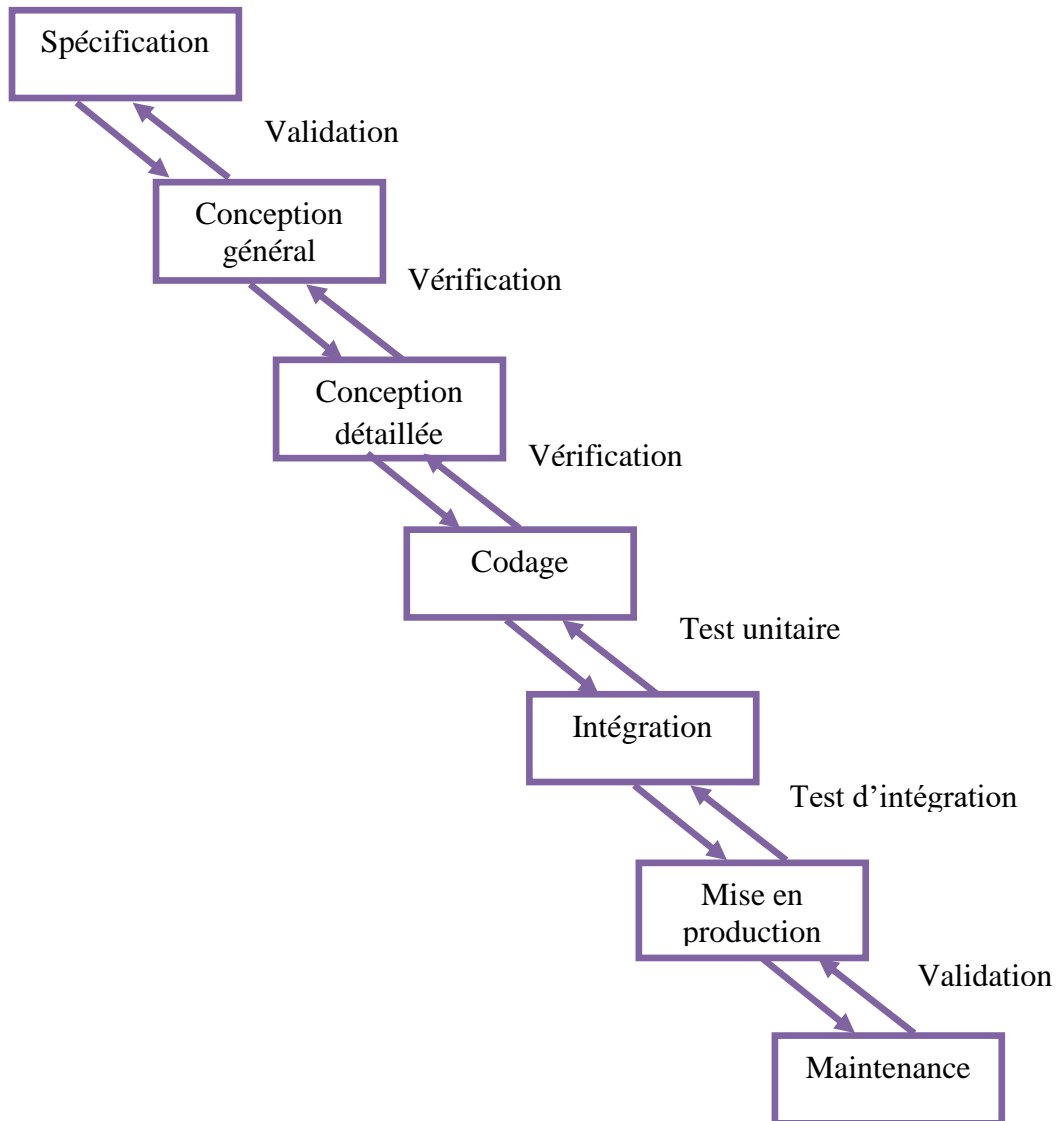 Spécification
Validation
Conception
général
Vérification
Conception
détaillée
Vérification
Codage
Test unitaire
Intégration
Test d’intégration
Mise en
production
Validation
Maintenance